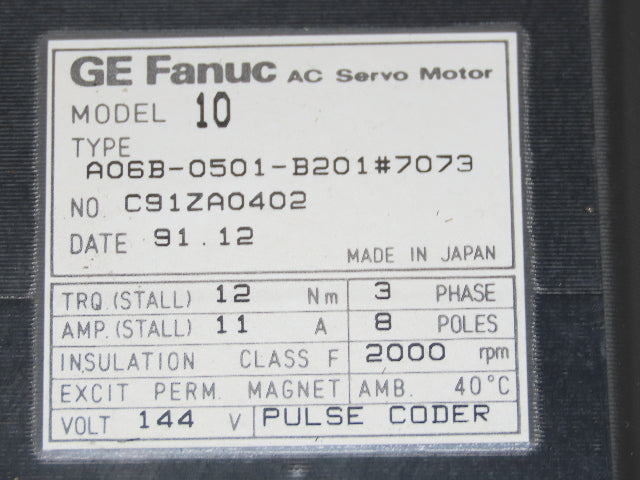 GE Fanuc AC Servo Motor
MODEL 10
TYPE
A06B-0501-B201#7073
NO. C91ZA0402
DATE 91.12
MADE IN JAPAN
TRQ.(STALL) 12 Nm 3 PHASE
AMP.(STALL) 11 A 8 POLES
INSULATION CLASS F 2000 rpm
EXCIT PERM. MAGNET AMB. 40°C
VOLT 144 V PULSE CODER